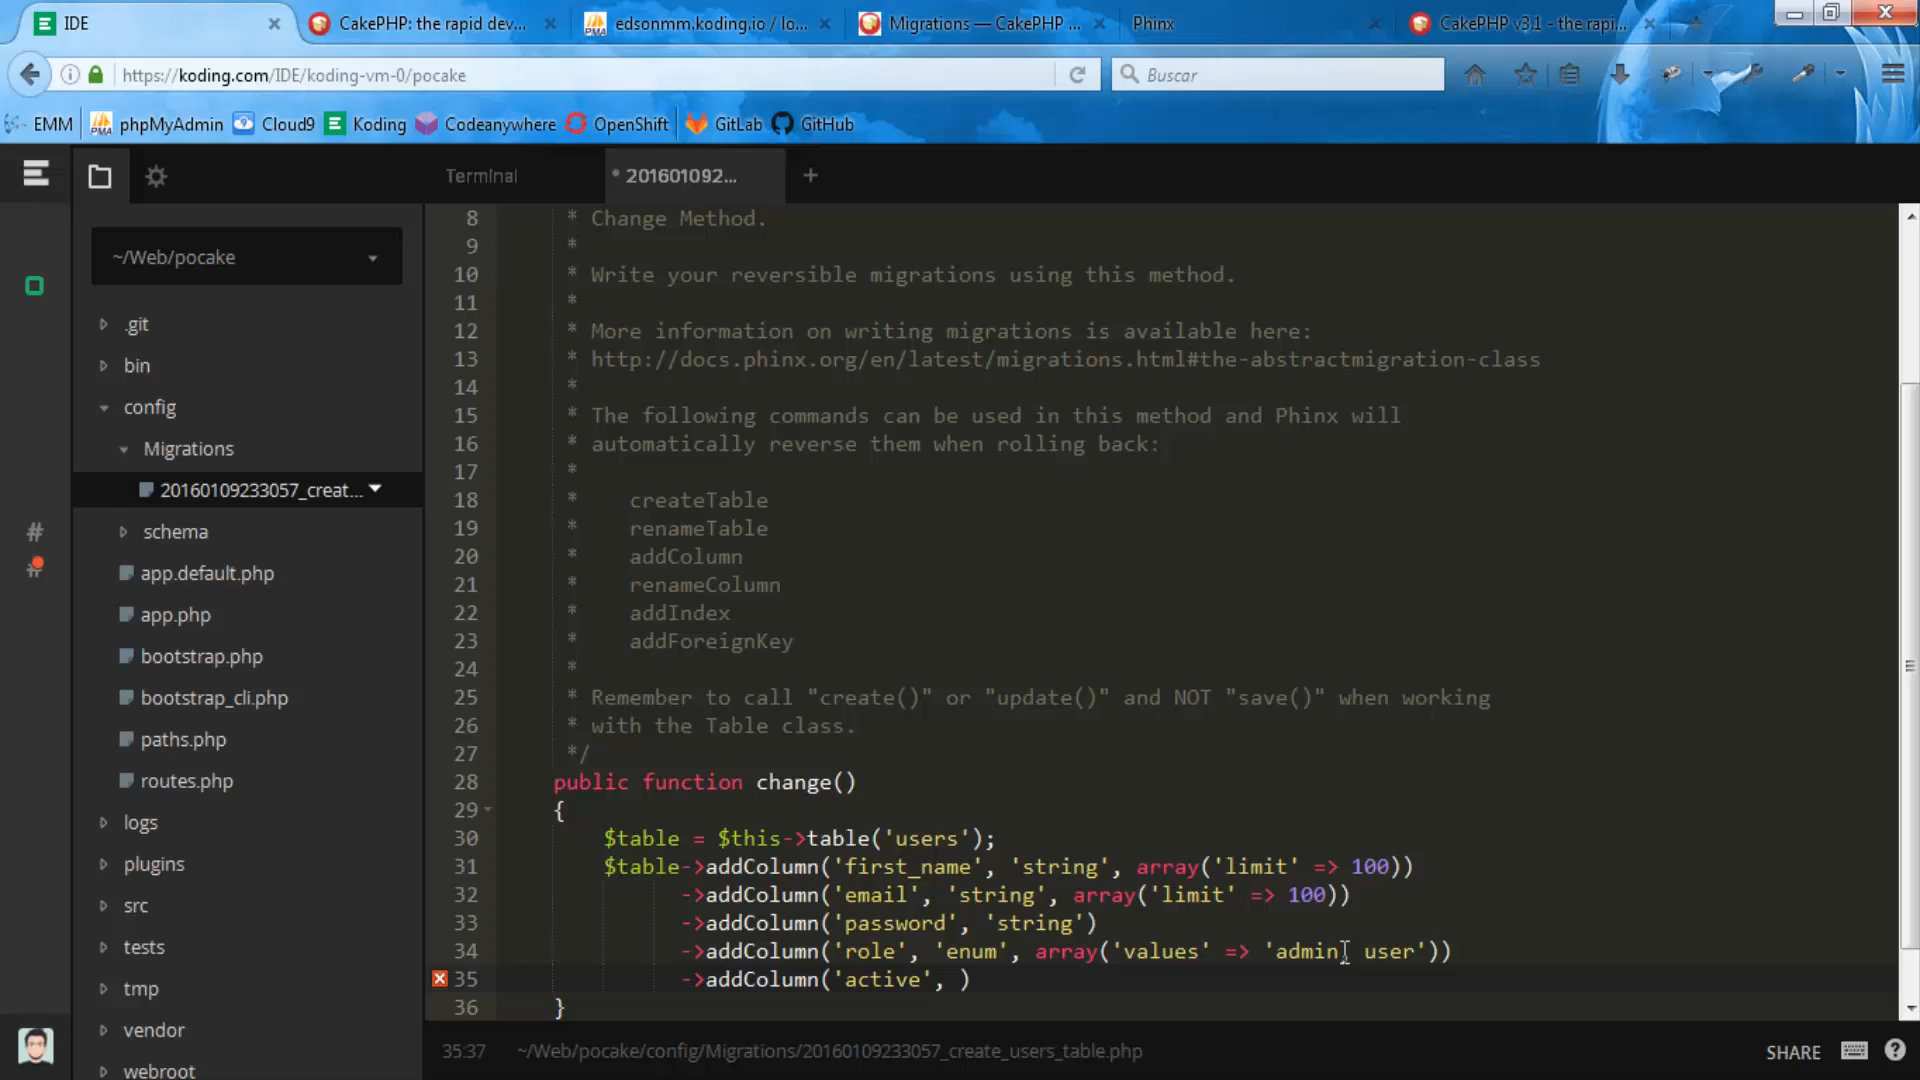 IDE
CakePHP: the rapid dev...
edsonmm.koding.io / lo...
Migrations — CakePHP ...
Phinx
CakePHP v3.1 - the rapi...
https://koding.com/IDE/koding-vm-0/pocake
Buscar
EMM
phpMyAdmin
Cloud9
Koding
Codeanywhere
OpenShift
GitLab
GitHub
Terminal
* 201601092...
+
~/Web/pocake
.git
bin
config
Migrations
20160109233057_creat...
schema
app.default.php
app.php
bootstrap.php
bootstrap_cli.php
paths.php
routes.php
logs
plugins
src
tests
tmp
vendor
webroot
8 * Change Method.
9 *
10 * Write your reversible migrations using this method.
11 *
12 * More information on writing migrations is available here:
13 * http://docs.phinx.org/en/latest/migrations.html#the-abstractmigration-class
14 *
15 * The following commands can be used in this method and Phinx will
16 * automatically reverse them when rolling back:
17 *
18 * createTable
19 * renameTable
20 * addColumn
21 * renameColumn
22 * addIndex
23 * addForeignKey
24 *
25 * Remember to call "create()" or "update()" and NOT "save()" when working
26 * with the Table class.
27 */
28 public function change()
29 {
30 $table = $this->table('users');
31 $table->addColumn('first_name', 'string', array('limit' => 100))
32 ->addColumn('email', 'string', array('limit' => 100))
33 ->addColumn('password', 'string')
34 ->addColumn('role', 'enum', array('values' => 'admin, user'))
35 ->addColumn('active', )
36 }
35:37 ~/Web/pocake/config/Migrations/20160109233057_create_users_table.php
SHARE